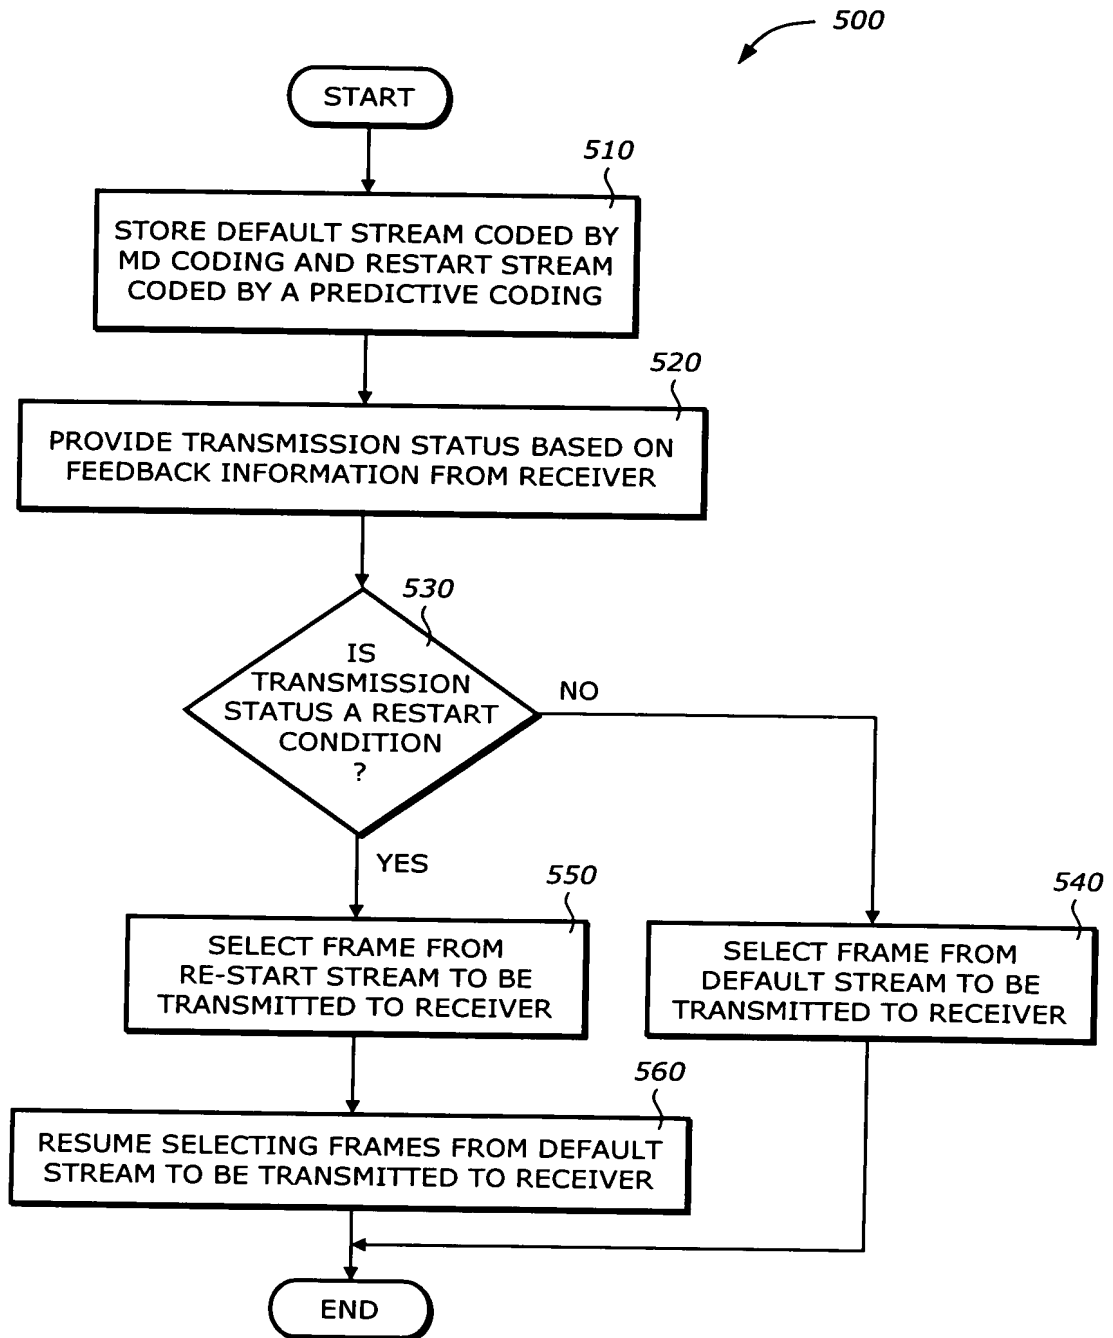 500
START
510
STORE DEFAULT STREAM CODED BY
MD CODING AND RESTART STREAM
CODED BY A PREDICTIVE CODING
520
PROVIDE TRANSMISSION STATUS BASED ON
FEEDBACK INFORMATION FROM RECEIVER
530
IS
TRANSMISSION
STATUS A RESTART
CONDITION
?
NO
YES
550
SELECT FRAME FROM
RE-START STREAM TO BE
TRANSMITTED TO RECEIVER
540
SELECT FRAME FROM
DEFAULT STREAM TO BE
TRANSMITTED TO RECEIVER
560
RESUME SELECTING FRAMES FROM DEFAULT
STREAM TO BE TRANSMITTED TO RECEIVER
END